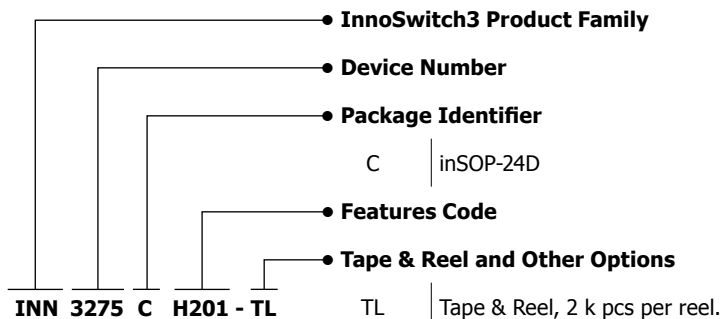 InnoSwitch3 Product Family
Device Number
Package Identifier
C inSOP-24D
Features Code
Tape & Reel and Other Options
INN 3275 C H201 - TL TL Tape & Reel, 2 k pcs per reel.